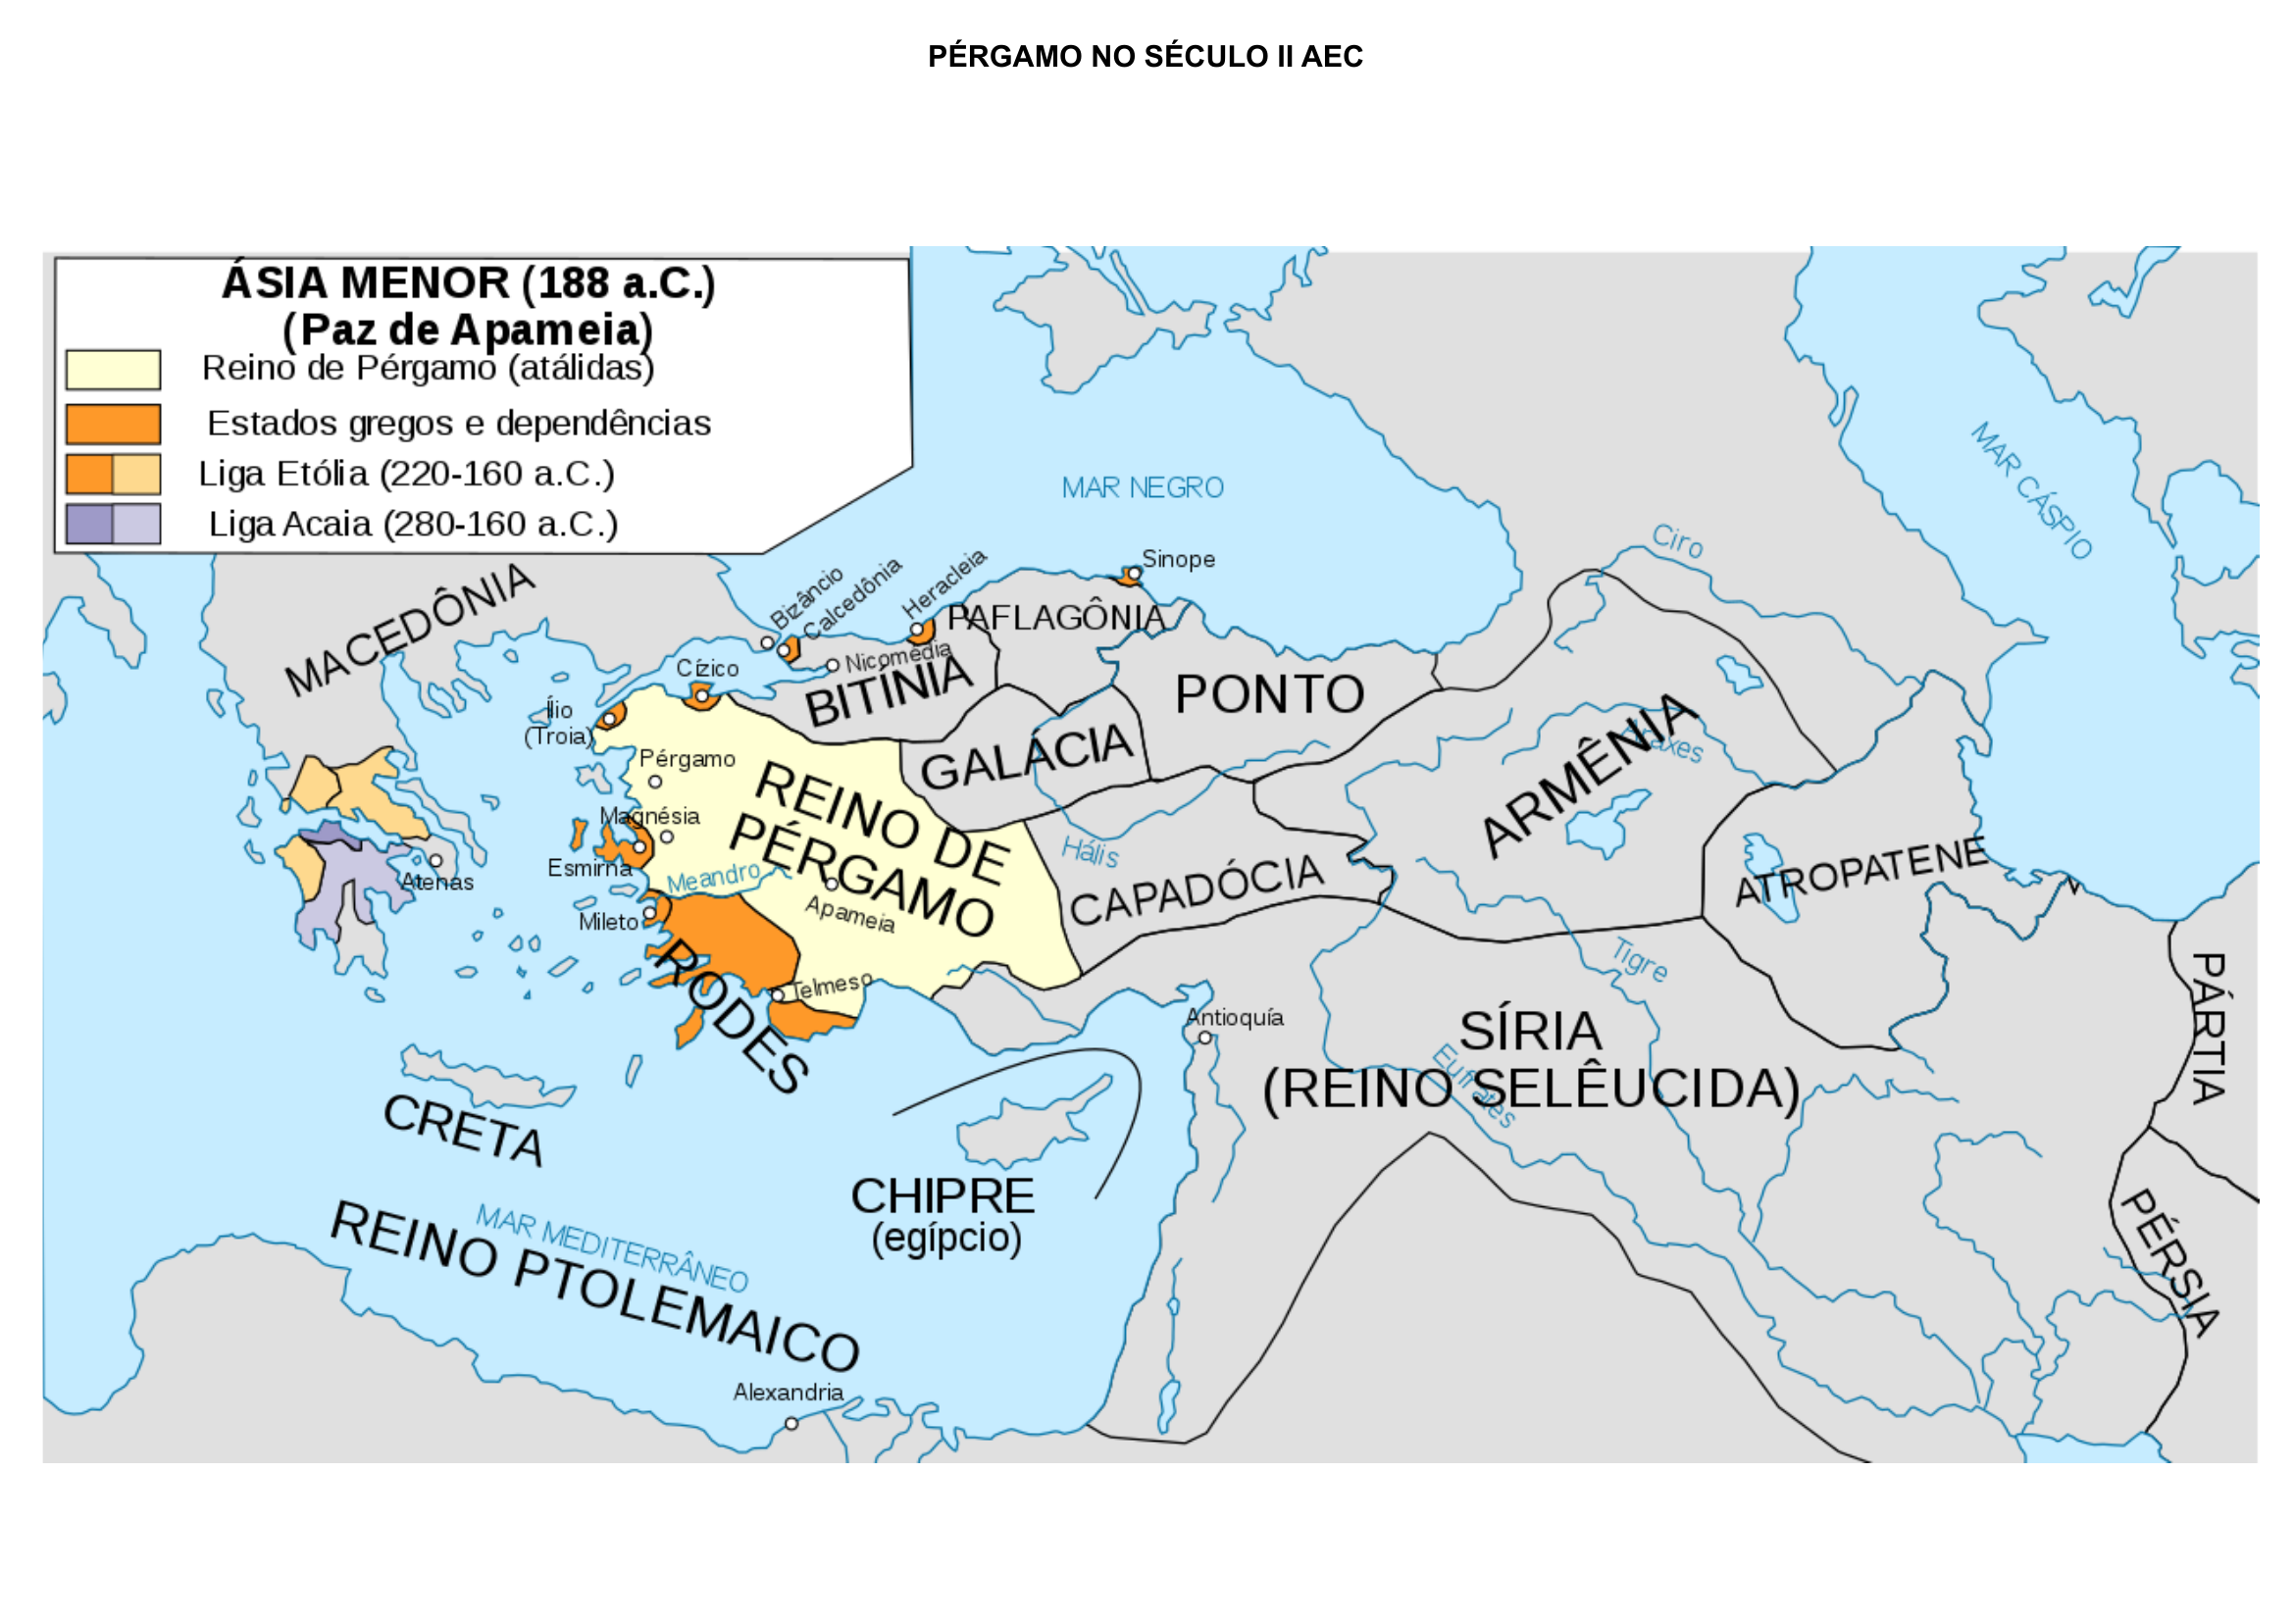 PÉRGAMO NO SÉCULO II AEC
ÁSIA MENOR (188 a.C.)
(Paz de Apameia)
Reino de Pérgamo (atálidas)
Estados gregos e dependências
Liga Etólia (220-160 a.C.)
Liga Acaia (280-160 a.C.)
MAR NEGRO
MAR CÁSPIO
Ciro
MACEDÔNIA
Bizâncio
Calcedônia
Heracleia
Sinope
PAFLAGÔNIA
Nicomédia
Cízico
BITÍNIA
PONTO
Ílio
(Troia)
Pérgamo
GALÁCIA
ARMÊNIA
Araxes
REINO DE
PÉRGAMO
Magnésia
Hális
Esmirna
Meandro
Atenas
Apameia
CAPADÓCIA
ATROPATENE
Mileto
Tigre
PÁRTIA
RODES
Telmeso
Antioquía
SÍRIA
(REINO SELÊUCIDA)
Eufrates
CRETA
CHIPRE
(egípcio)
PÉRSIA
MAR MEDITERRÂNEO
REINO PTOLEMAICO
Alexandria